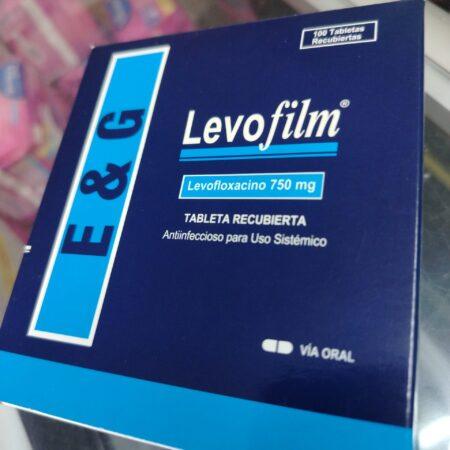 100 Tabletas
Recubiertas
E & G
Levofilm®
Levofloxacino 750 mg
TABLETA RECUBIERTA
Antiinfeccioso para Uso Sistémico
VÍA ORAL